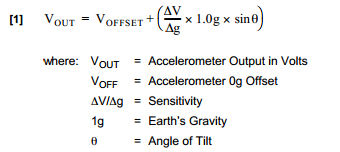 [1] VOUT = VOFFSET + (ΔV/Δg × 1.0g × sinθ)
where: VOUT = Accelerometer Output in Volts
VOFF = Accelerometer 0g Offset
ΔV/Δg = Sensitivity
1g = Earth's Gravity
θ = Angle of Tilt